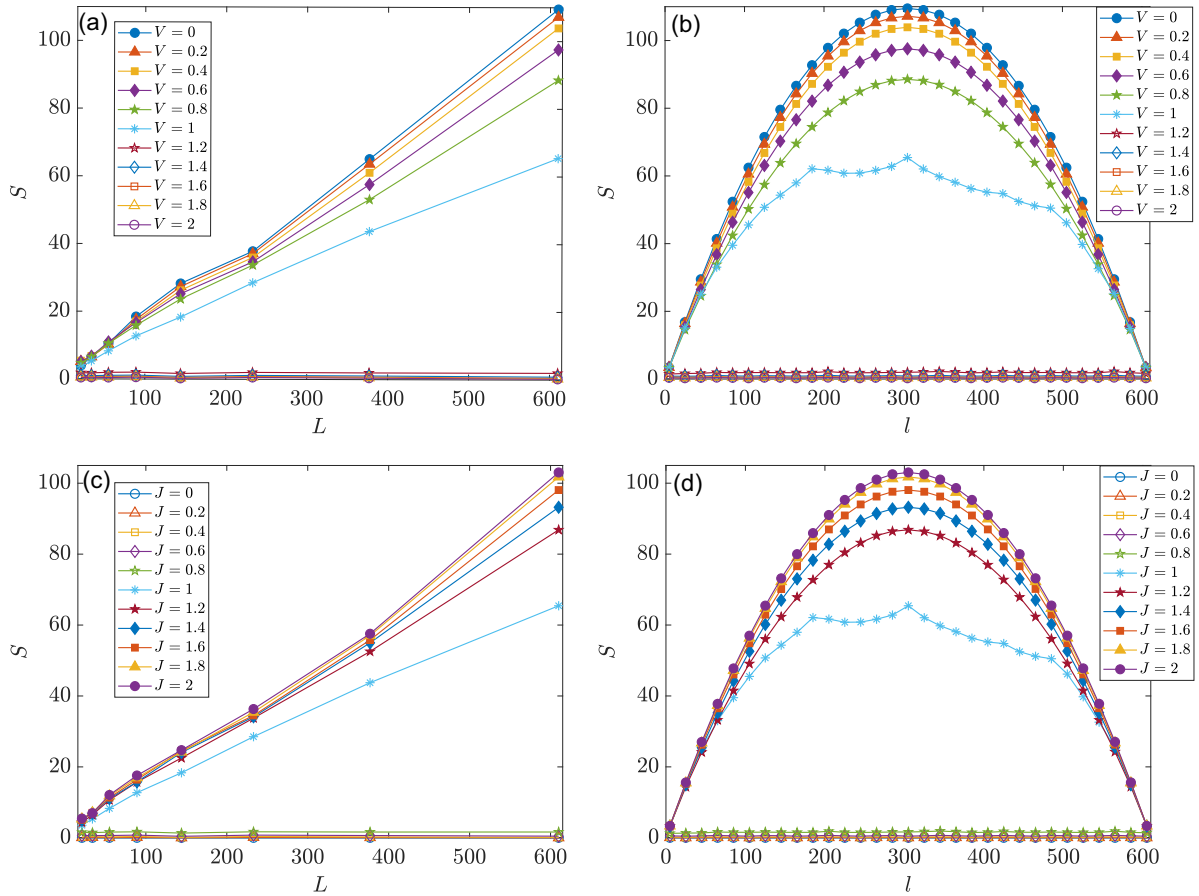 (a)
S
100
80
60
40
20
0
V = 0
V = 0.2
V = 0.4
V = 0.6
V = 0.8
V = 1
V = 1.2
V = 1.4
V = 1.6
V = 1.8
V = 2
100 200 300 400 500 600
L
(b)
S
100
80
60
40
20
0
V = 0
V = 0.2
V = 0.4
V = 0.6
V = 0.8
V = 1
V = 1.2
V = 1.4
V = 1.6
V = 1.8
V = 2
0 100 200 300 400 500 600
l
(c)
S
100
80
60
40
20
0
J = 0
J = 0.2
J = 0.4
J = 0.6
J = 0.8
J = 1
J = 1.2
J = 1.4
J = 1.6
J = 1.8
J = 2
100 200 300 400 500 600
L
(d)
S
100
80
60
40
20
0
J = 0
J = 0.2
J = 0.4
J = 0.6
J = 0.8
J = 1
J = 1.2
J = 1.4
J = 1.6
J = 1.8
J = 2
0 100 200 300 400 500 600
l